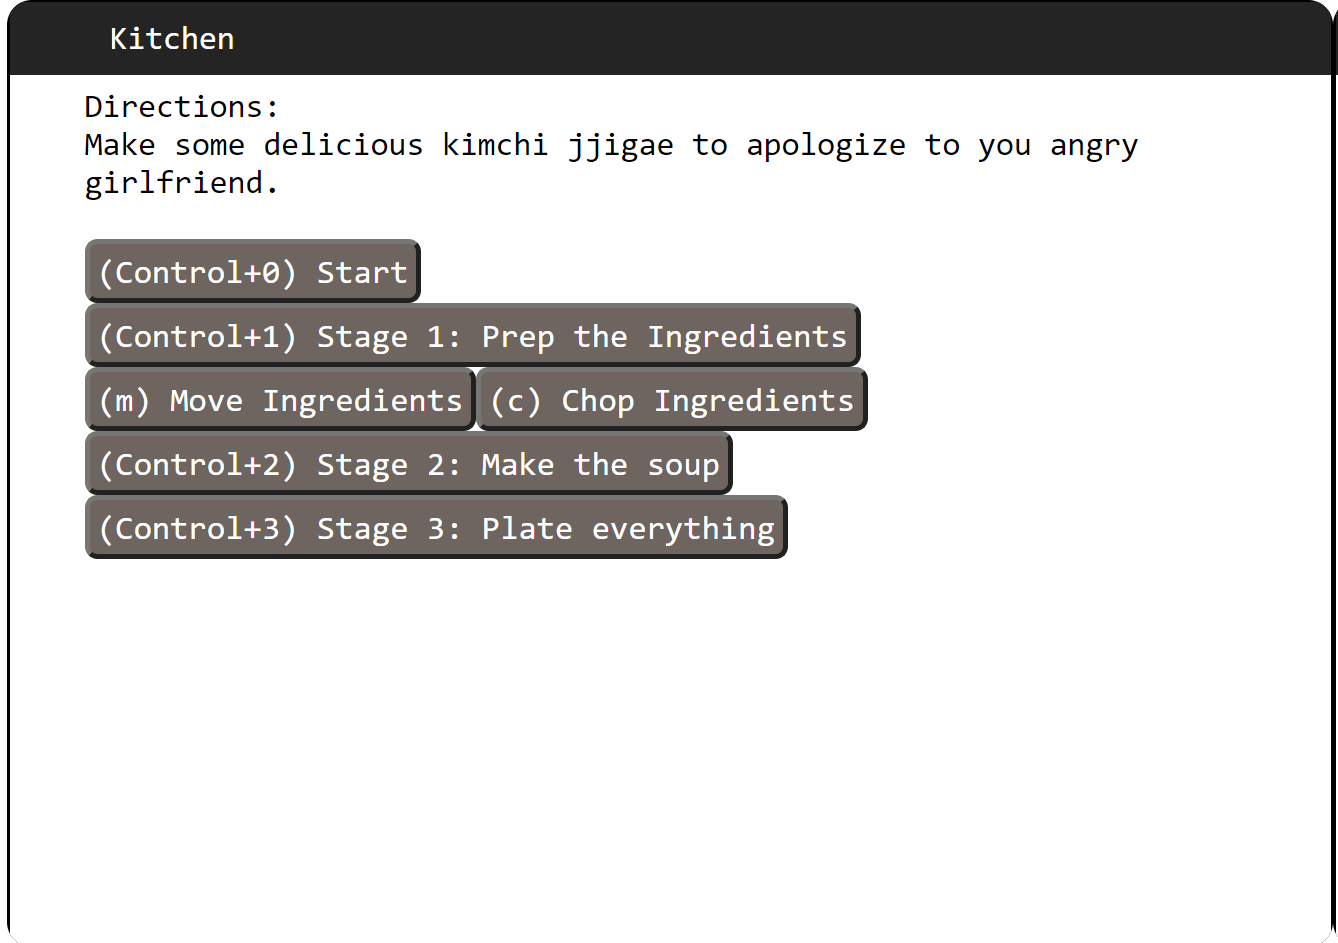 Kitchen
Directions:
Make some delicious kimchi jjigae to apologize to you angry
girlfriend.
(Control+0) Start
(Control+1) Stage 1: Prep the Ingredients
(m) Move Ingredients (c) Chop Ingredients
(Control+2) Stage 2: Make the soup
(Control+3) Stage 3: Plate everything